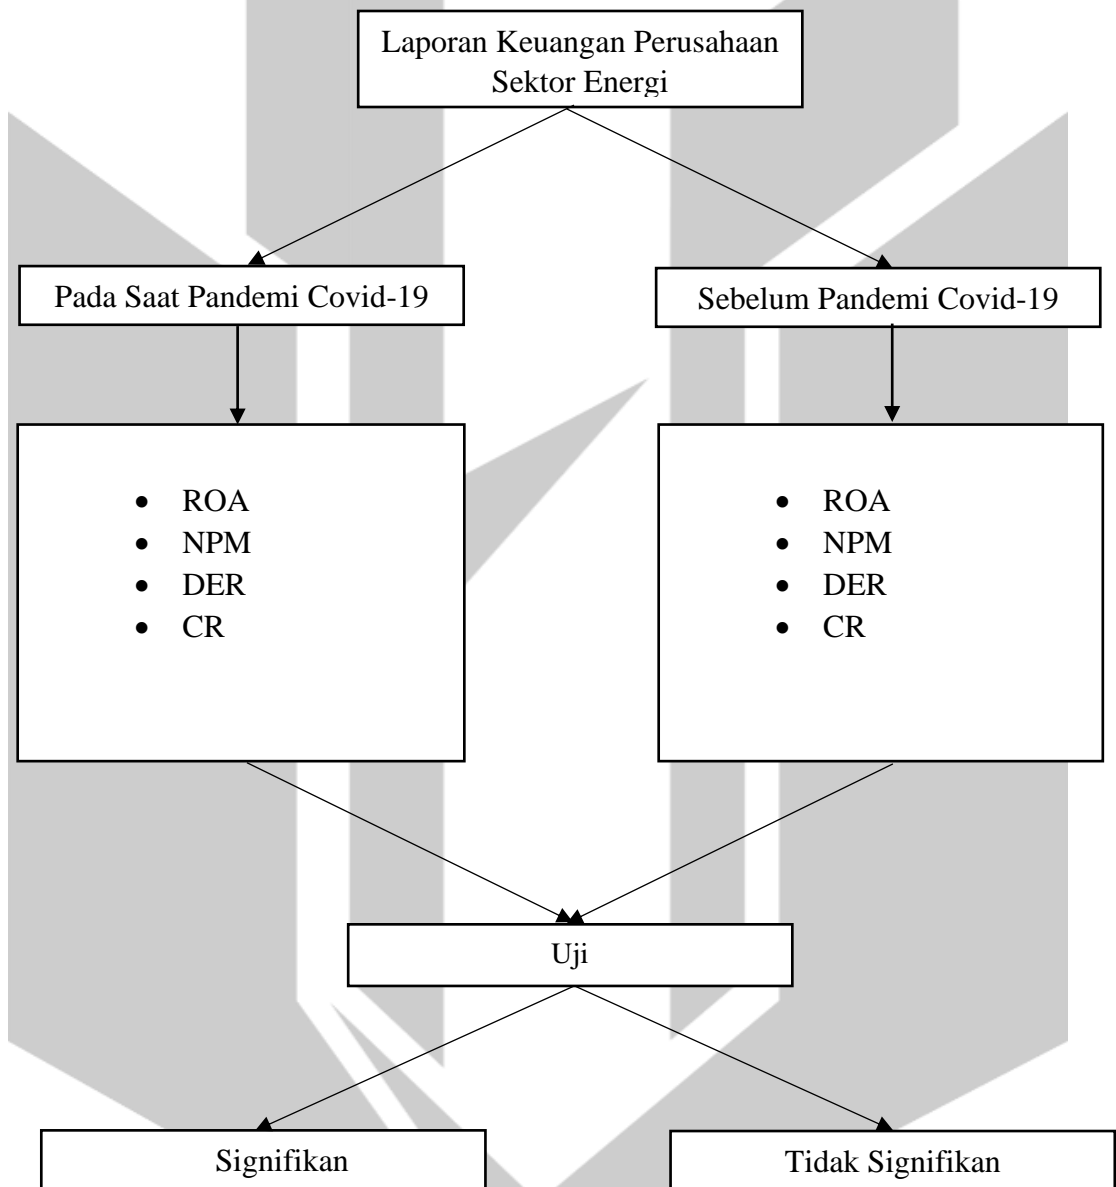 Laporan Keuangan Perusahaan
Sektor Energi
Pada Saat Pandemi Covid-19
Sebelum Pandemi Covid-19
• ROA
• NPM
• DER
• CR
• ROA
• NPM
• DER
• CR
Uji
Signifikan
Tidak Signifikan